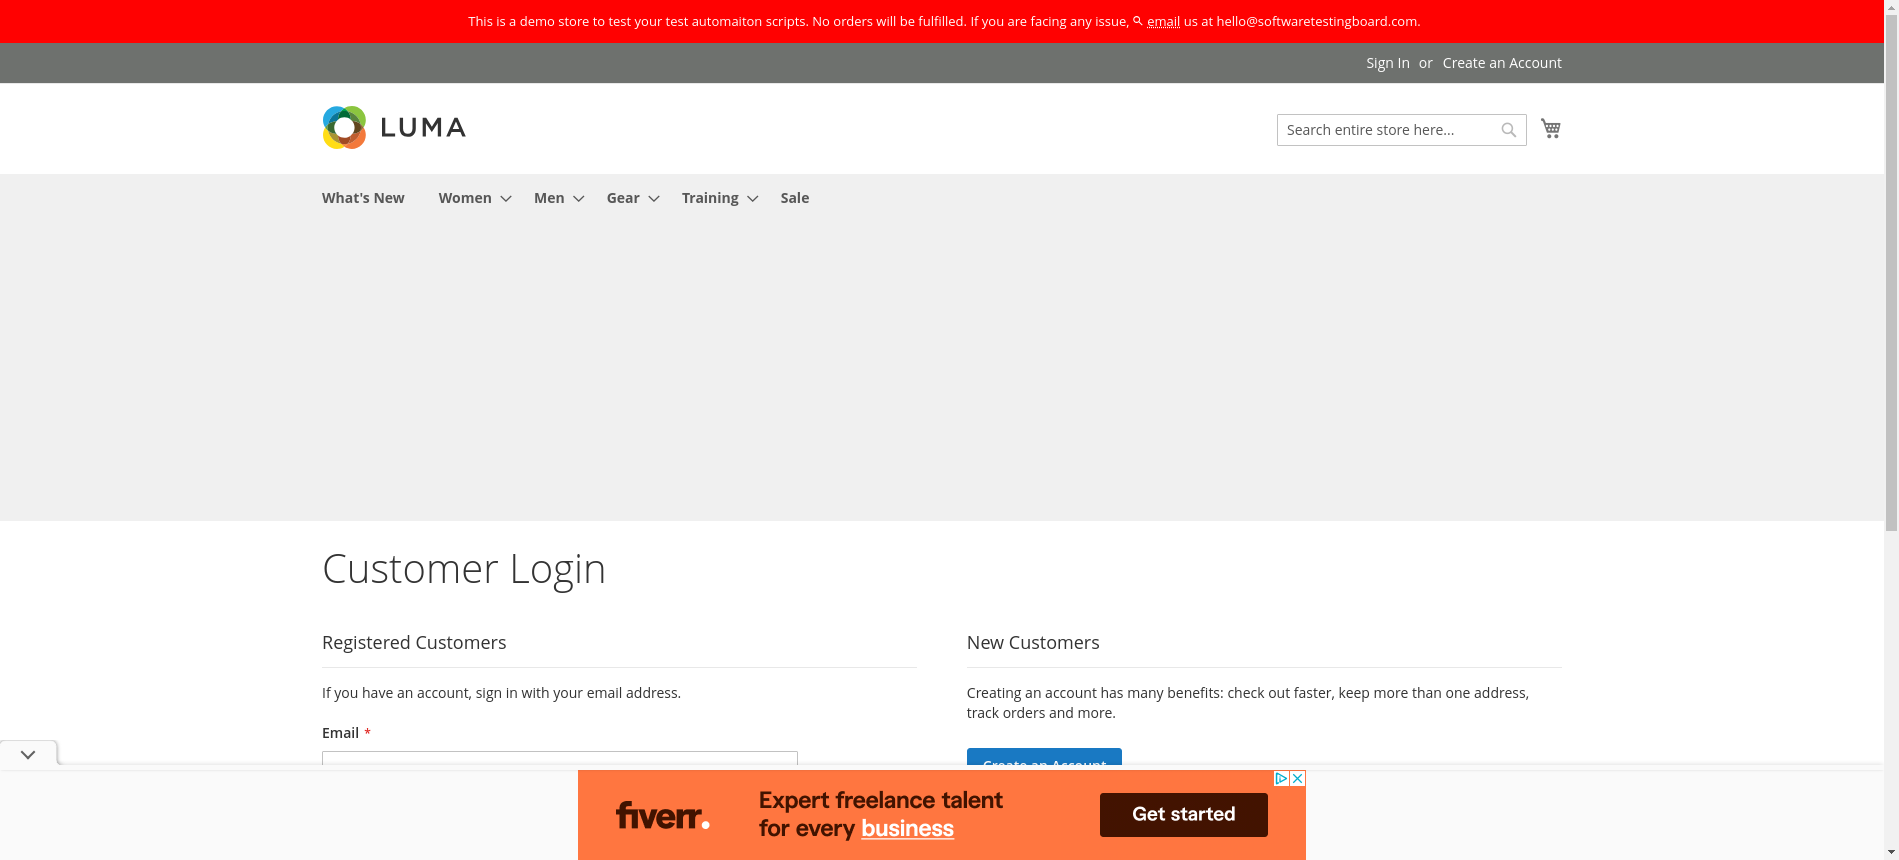 This is a demo store to test your test automaiton scripts. No orders will be fulfilled. If you are facing any issue, email us at hello@softwaretestingboard.com.
Sign In or Create an Account
LUMA
Search entire store here...
What's New Women Men Gear Training Sale
Customer Login
Registered Customers
If you have an account, sign in with your email address.
Email *
New Customers
Creating an account has many benefits: check out faster, keep more than one address,
track orders and more.
Create an Account
fiverr.
Expert freelance talent
for every business
Get started